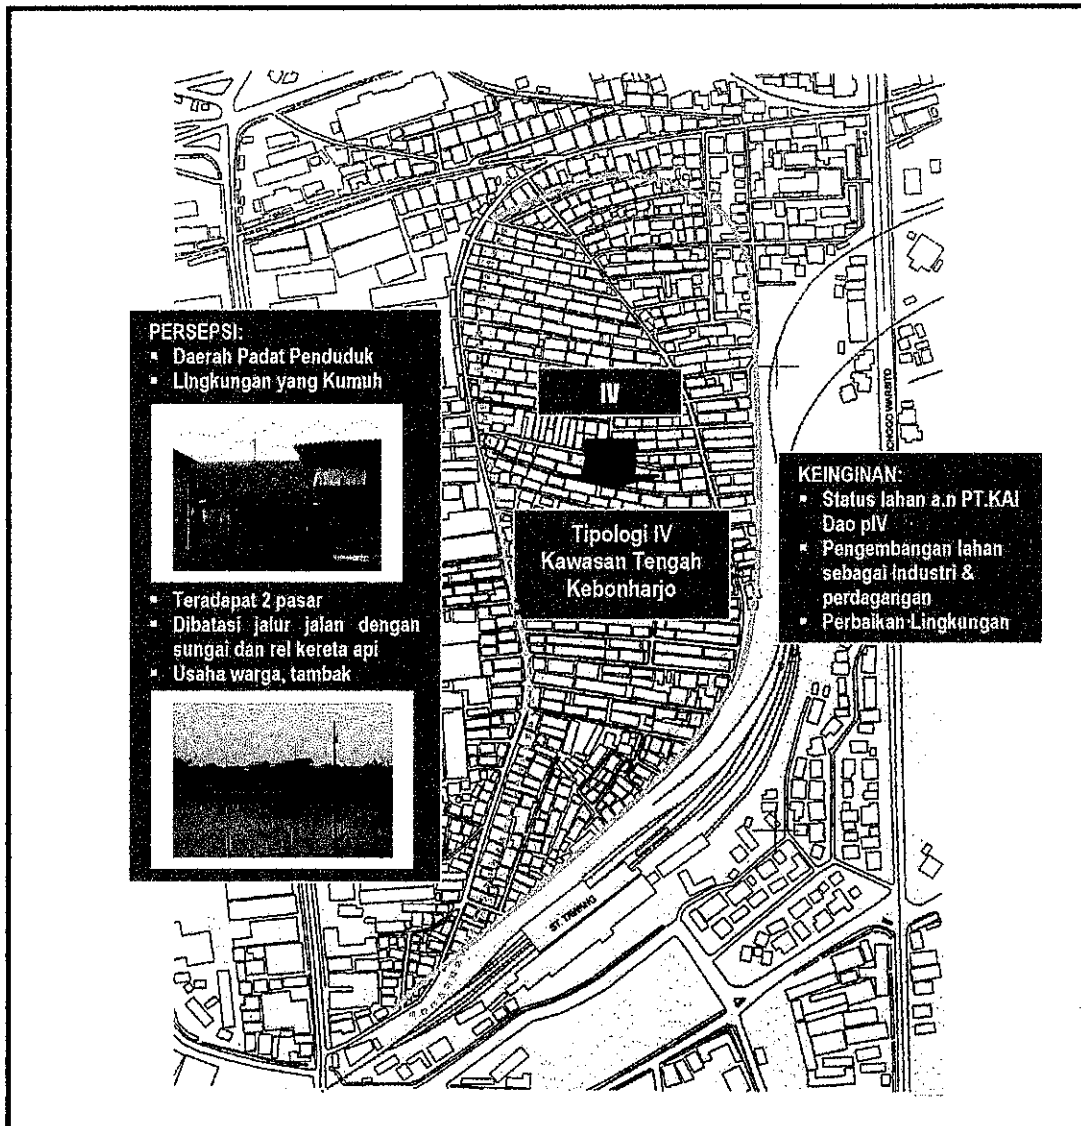 PERSEPSI:
▪ Daerah Padat Penduduk
▪ Lingkungan yang Kumuh
▪ Teradapat 2 pasar
▪ Dibatasi jalur jalan dengan
sungai dan rel kereta api
▪ Usaha warga, tambak
IV
Tipologi IV
Kawasan Tengah
Kebonharjo
KEINGINAN:
▪ Status lahan a.n PT.KAI
Dao pIV
▪ Pengembangan lahan
sebagai industri &
perdagangan
▪ Perbaikan Lingkungan
WARSITO
ST. TAWANG